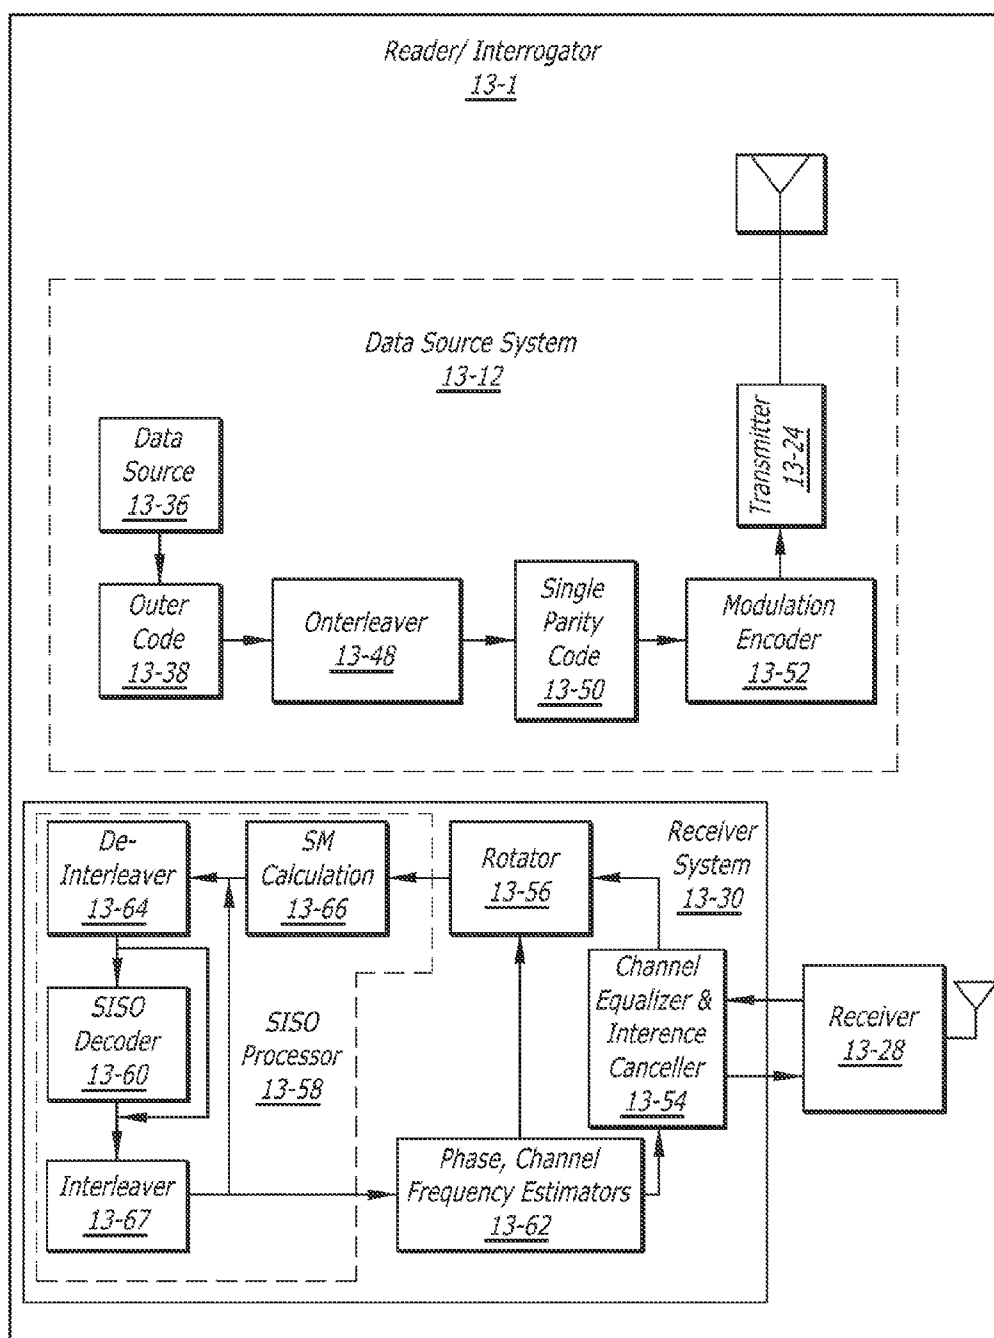 Reader/ Interrogator
13-1
Data Source System
13-12
Transmitter
13-24
Data
Source
13-36
Outer
Code
13-38
Onterleaver
13-48
Single
Parity
Code
13-50
Modulation
Encoder
13-52
De-
Interleaver
13-64
SM
Calculation
13-66
Rotator
13-56
Receiver
System
13-30
SISO
Decoder
13-60
SISO
Processor
13-58
Channel
Equalizer &
Interence
Canceller
13-54
Receiver
13-28
Interleaver
13-67
Phase, Channel
Frequency Estimators
13-62